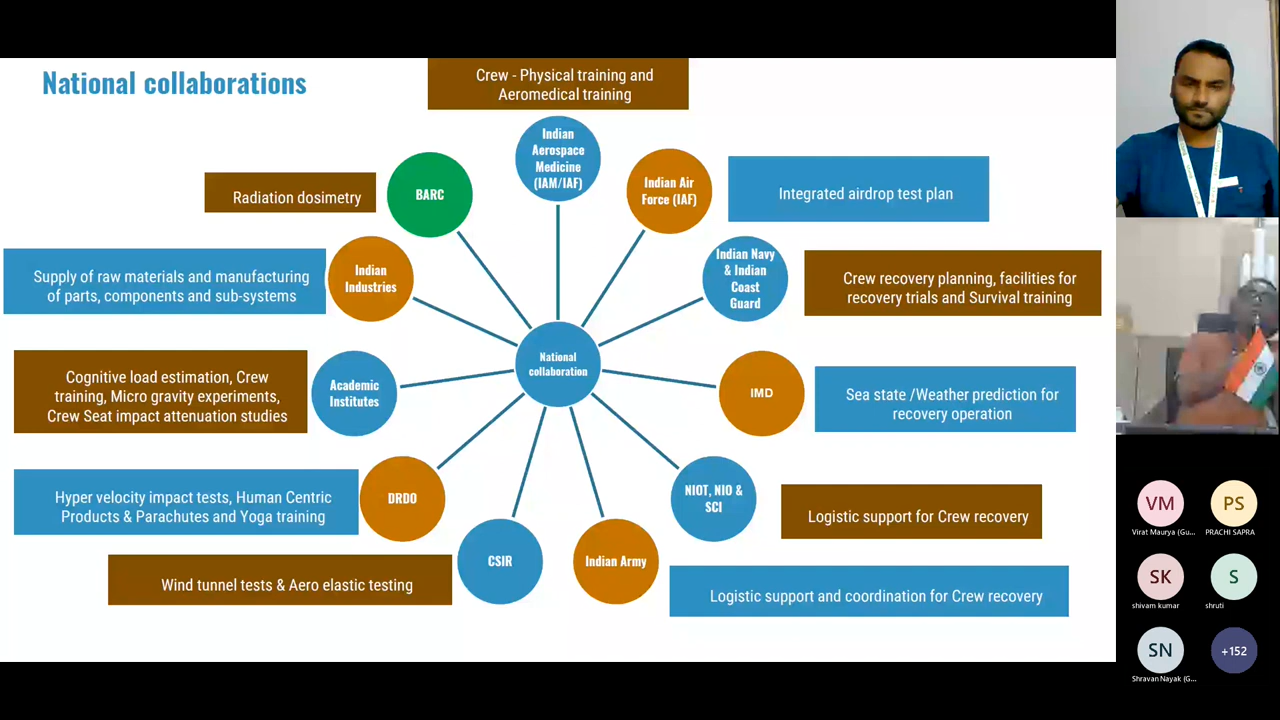 National collaborations
Crew - Physical training and
Aeromedical training
Indian
Aerospace
Medicine
(IAM/IAF)
BARC
Radiation dosimetry
Indian Air
Force (IAF)
Integrated airdrop test plan
Indian
Industries
Supply of raw materials and manufacturing
of parts, components and sub-systems
Indian Navy
& Indian
Coast
Guard
Crew recovery planning, facilities for
recovery trials and Survival training
National
collaboration
Academic
Institutes
Cognitive load estimation, Crew
training, Micro gravity experiments,
Crew Seat impact attenuation studies
IMD
Sea state /Weather prediction for
recovery operation
DRDO
Hyper velocity impact tests, Human Centric
Products & Parachutes and Yoga training
NIOT, NIO &
SCI
Logistic support for Crew recovery
CSIR
Wind tunnel tests & Aero elastic testing
Indian Army
Logistic support and coordination for Crew recovery
VM
Virat Maurya (Gu...
PS
PRACHI SAPRA
SK
shivam kumar
S
shruti
SN
Shravan Nayak (G...
+152